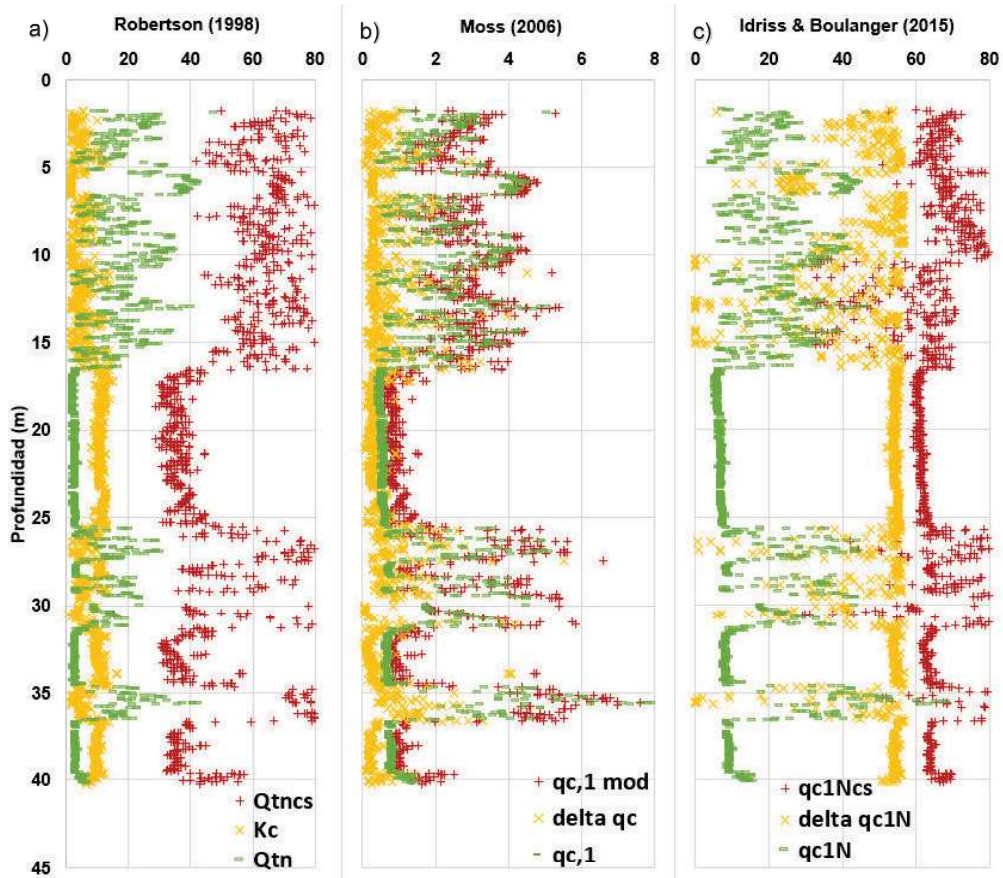 a)
Robertson (1998)
0 20 40 60 80
b)
Moss (2006)
0 2 4 6 8
c)
Idriss & Boulanger (2015)
0 20 40 60 80
Profundidad (m)
0
5
10
15
20
25
30
35
40
45
Qtncs
Kc
Qtn
qc,1 mod
delta qc
qc,1
qc1Ncs
delta qc1N
qc1N